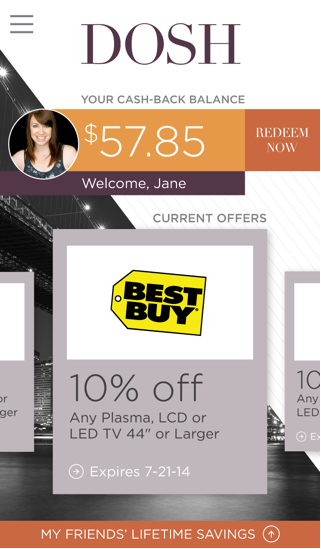 DOSH
YOUR CASH-BACK BALANCE
$57.85
REDEEM
NOW
Welcome, Jane
CURRENT OFFERS
BEST
BUY
10% off
Any Plasma, LCD or
LED TV 44" or Larger
Expires 7-21-14
or
ger
10
Any
LED
Ex
MY FRIENDS' LIFETIME SAVINGS